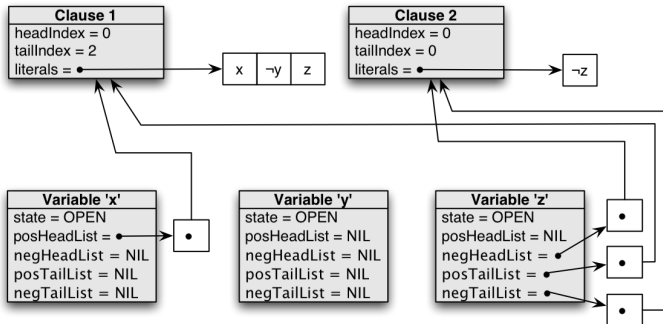 Clause 1
headIndex = 0
tailIndex = 2
literals =
x ¬y z
Clause 2
headIndex = 0
tailIndex = 0
literals =
¬z
Variable 'x'
state = OPEN
posHeadList =
negHeadList = NIL
posTailList = NIL
negTailList = NIL
Variable 'y'
state = OPEN
posHeadList = NIL
negHeadList = NIL
posTailList = NIL
negTailList = NIL
Variable 'z'
state = OPEN
posHeadList = NIL
negHeadList =
posTailList =
negTailList =